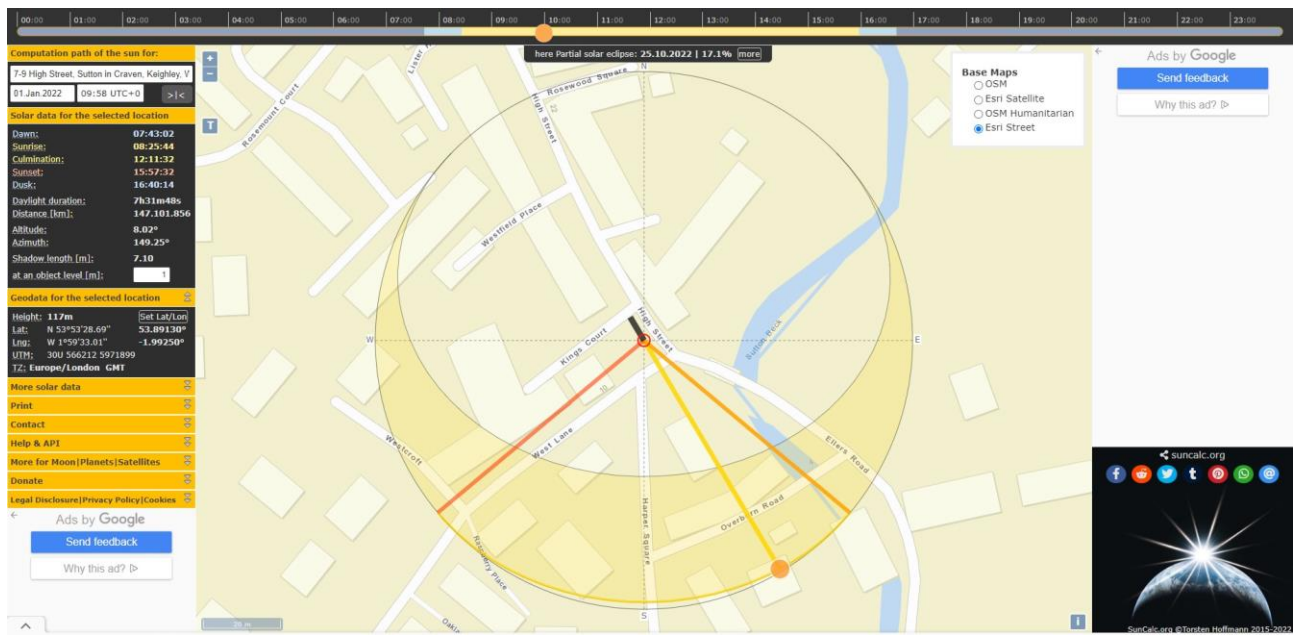 00:00 01:00 02:00 03:00 04:00 05:00 06:00 07:00 08:00 09:00 10:00 11:00 12:00 13:00 14:00 15:00 16:00 17:00 18:00 19:00 20:00 21:00 22:00 23:00
Computation path of the sun for:
7-9 High Street, Sutton in Craven, Keighley, V
01.Jan.2022 09:58 UTC+0 >|<
Solar data for the selected location
Dawn: 07:43:02
Sunrise: 08:25:44
Culmination: 12:11:32
Sunset: 15:57:32
Dusk: 16:40:14
Daylight duration: 7h31m48s
Distance [km]: 147.101.856
Altitude: 8.02°
Azimuth: 149.25°
Shadow length [m]: 7.10
at an object level [m]: 1
Geodata for the selected location
Height: 117m Set Lat/Lon
Lat: N 53°53'28.69" 53.89130°
Lng: W 1°59'33.01" -1.99250°
UTM: 30U 566212 5971899
TZ: Europe/London GMT
More solar data
Print
Contact
Help & API
More for Moon|Planets|Satellites
Donate
Legal Disclosure|Privacy Policy|Cookies
Ads by Google
Send feedback
Why this ad?
+
−
T
here Partial solar eclipse: 25.10.2022 | 17.1% more
N
Rosewood Square
Rosemount Court
High Street
22
Westfield Place
High Street
Kings Court
Sutton Beck
W
E
10
West Lane
Westcroft
Ellers Road
Overburn Road
Harper Square
S
20 m
i
Base Maps
OSM
Esri Satellite
OSM Humanitarian
Esri Street
Ads by Google
Send feedback
Why this ad?
suncalc.org
SunCalc.org ©Torsten Hoffmann 2015-2022